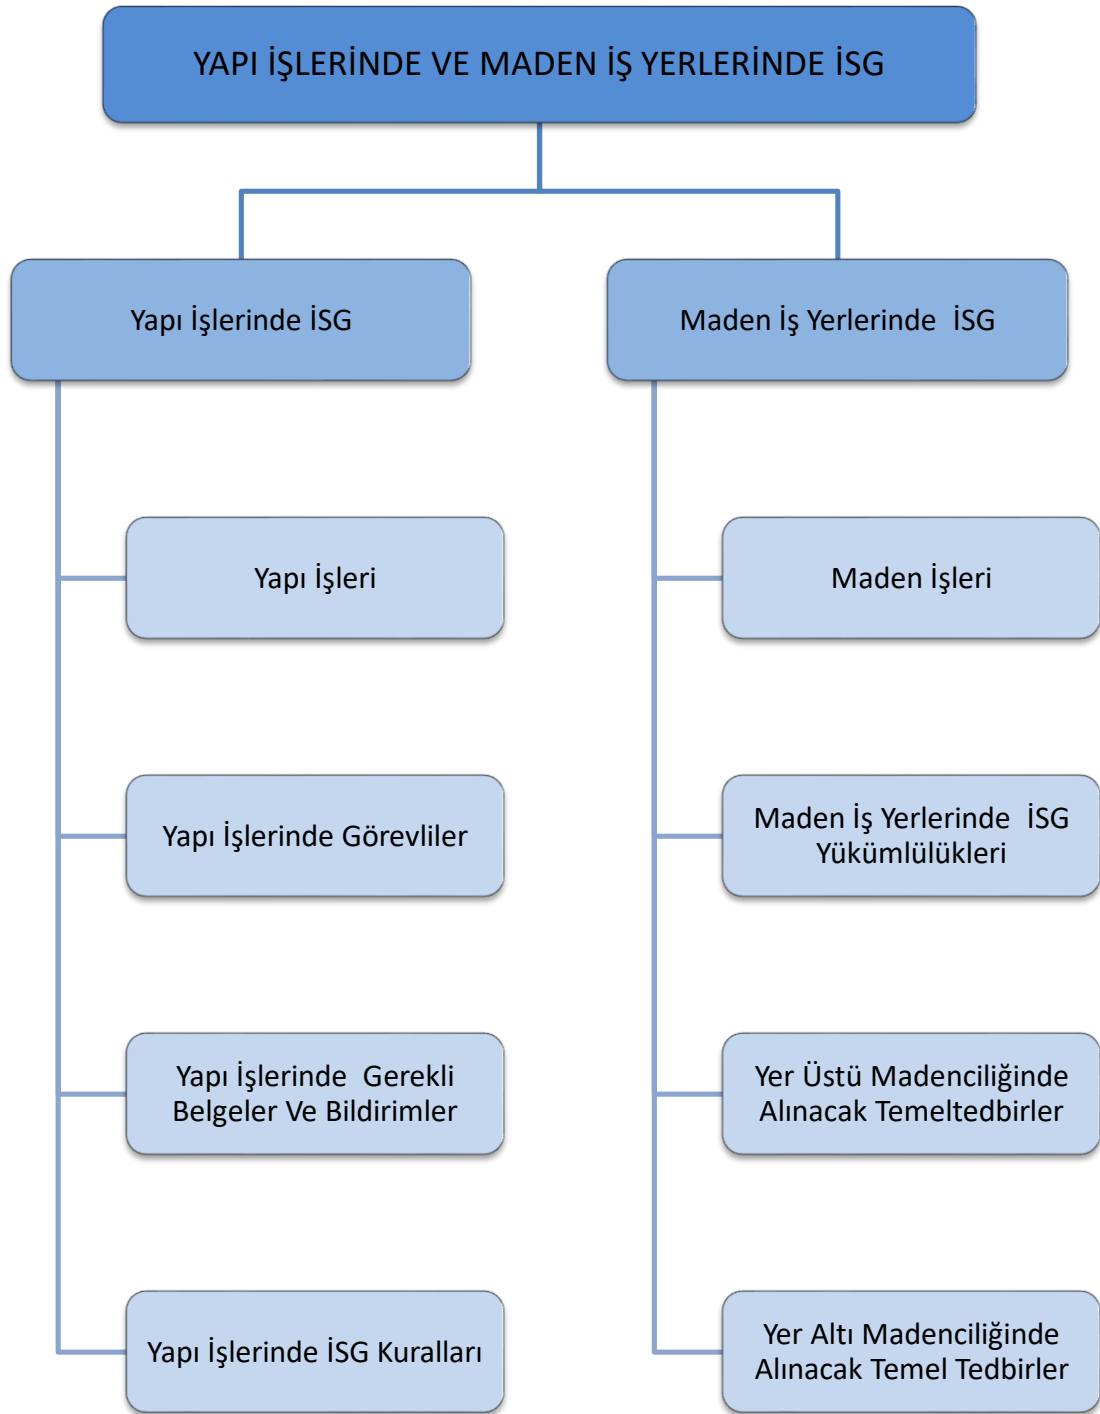 YAPI İŞLERİNDE VE MADEN İŞ YERLERİNDE İSG
Yapı İşlerinde İSG
Yapı İşleri
Yapı İşlerinde Görevliler
Yapı İşlerinde  Gerekli
Belgeler Ve Bildirimler
Yapı İşlerinde İSG Kuralları
Maden İş Yerlerinde  İSG
Maden İşleri
Maden İş Yerlerinde  İSG
Yükümlülükleri
Yer Üstü Madenciliğinde
Alınacak Temeltedbirler
Yer Altı Madenciliğinde
Alınacak Temel Tedbirler